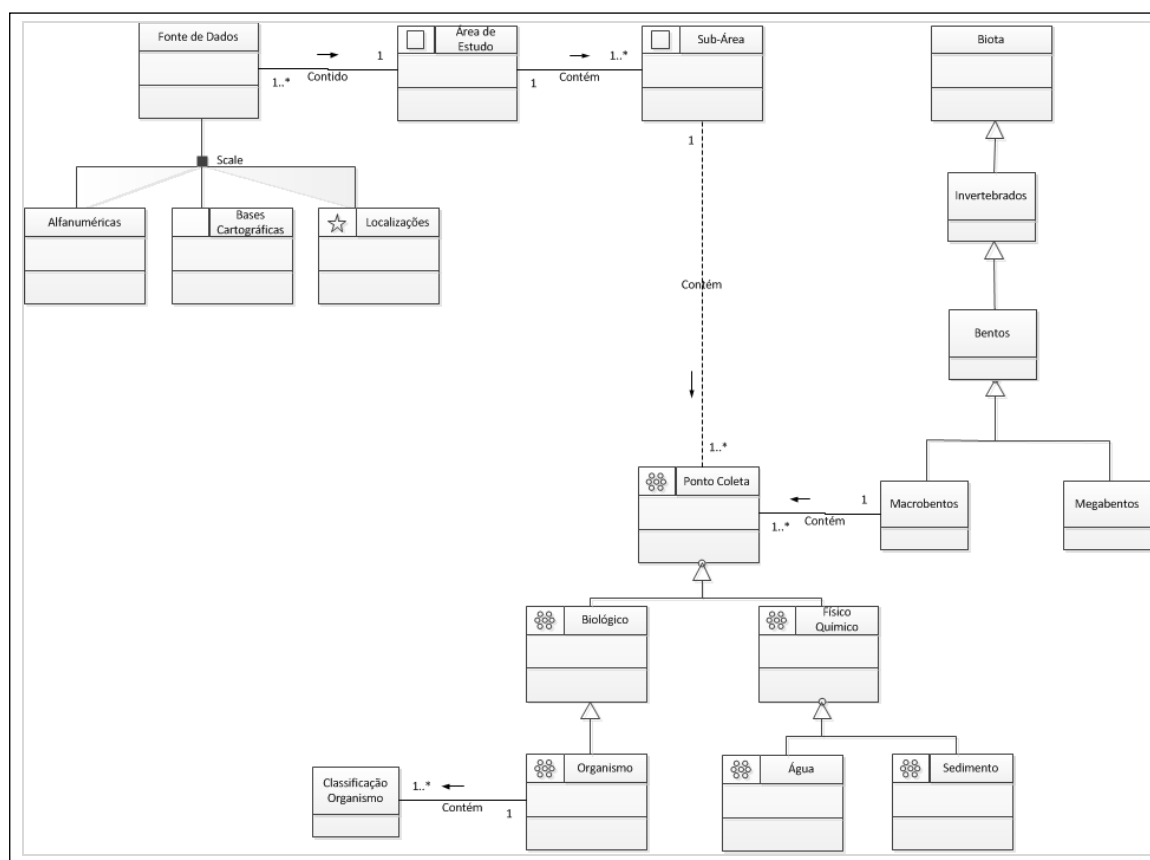 Fonte de Dados
Área de
Estudo
Sub-Área
Biota
1
1..*
1..*
Contido
1
Contém
1
Scale
Invertebrados
Alfanuméricas
Bases
Cartográficas
Localizações
Contém
Bentos
1..*
Ponto Coleta
1
Macrobentos
Megabentos
1..*
Contém
Biológico
Físico
Químico
Organismo
Água
Sedimento
Classificação
Organismo
1..*
Contém
1